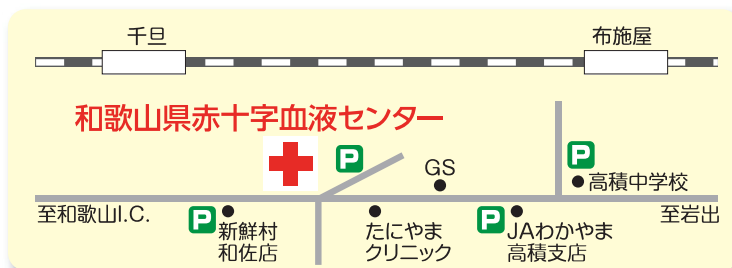 千旦
布施屋
和歌山県赤十字血液センター
P
GS
P
高積中学校
至和歌山I.C.
P
新鮮村
和佐店
たにやま
クリニック
P
JAわかやま
高積支店
至岩出